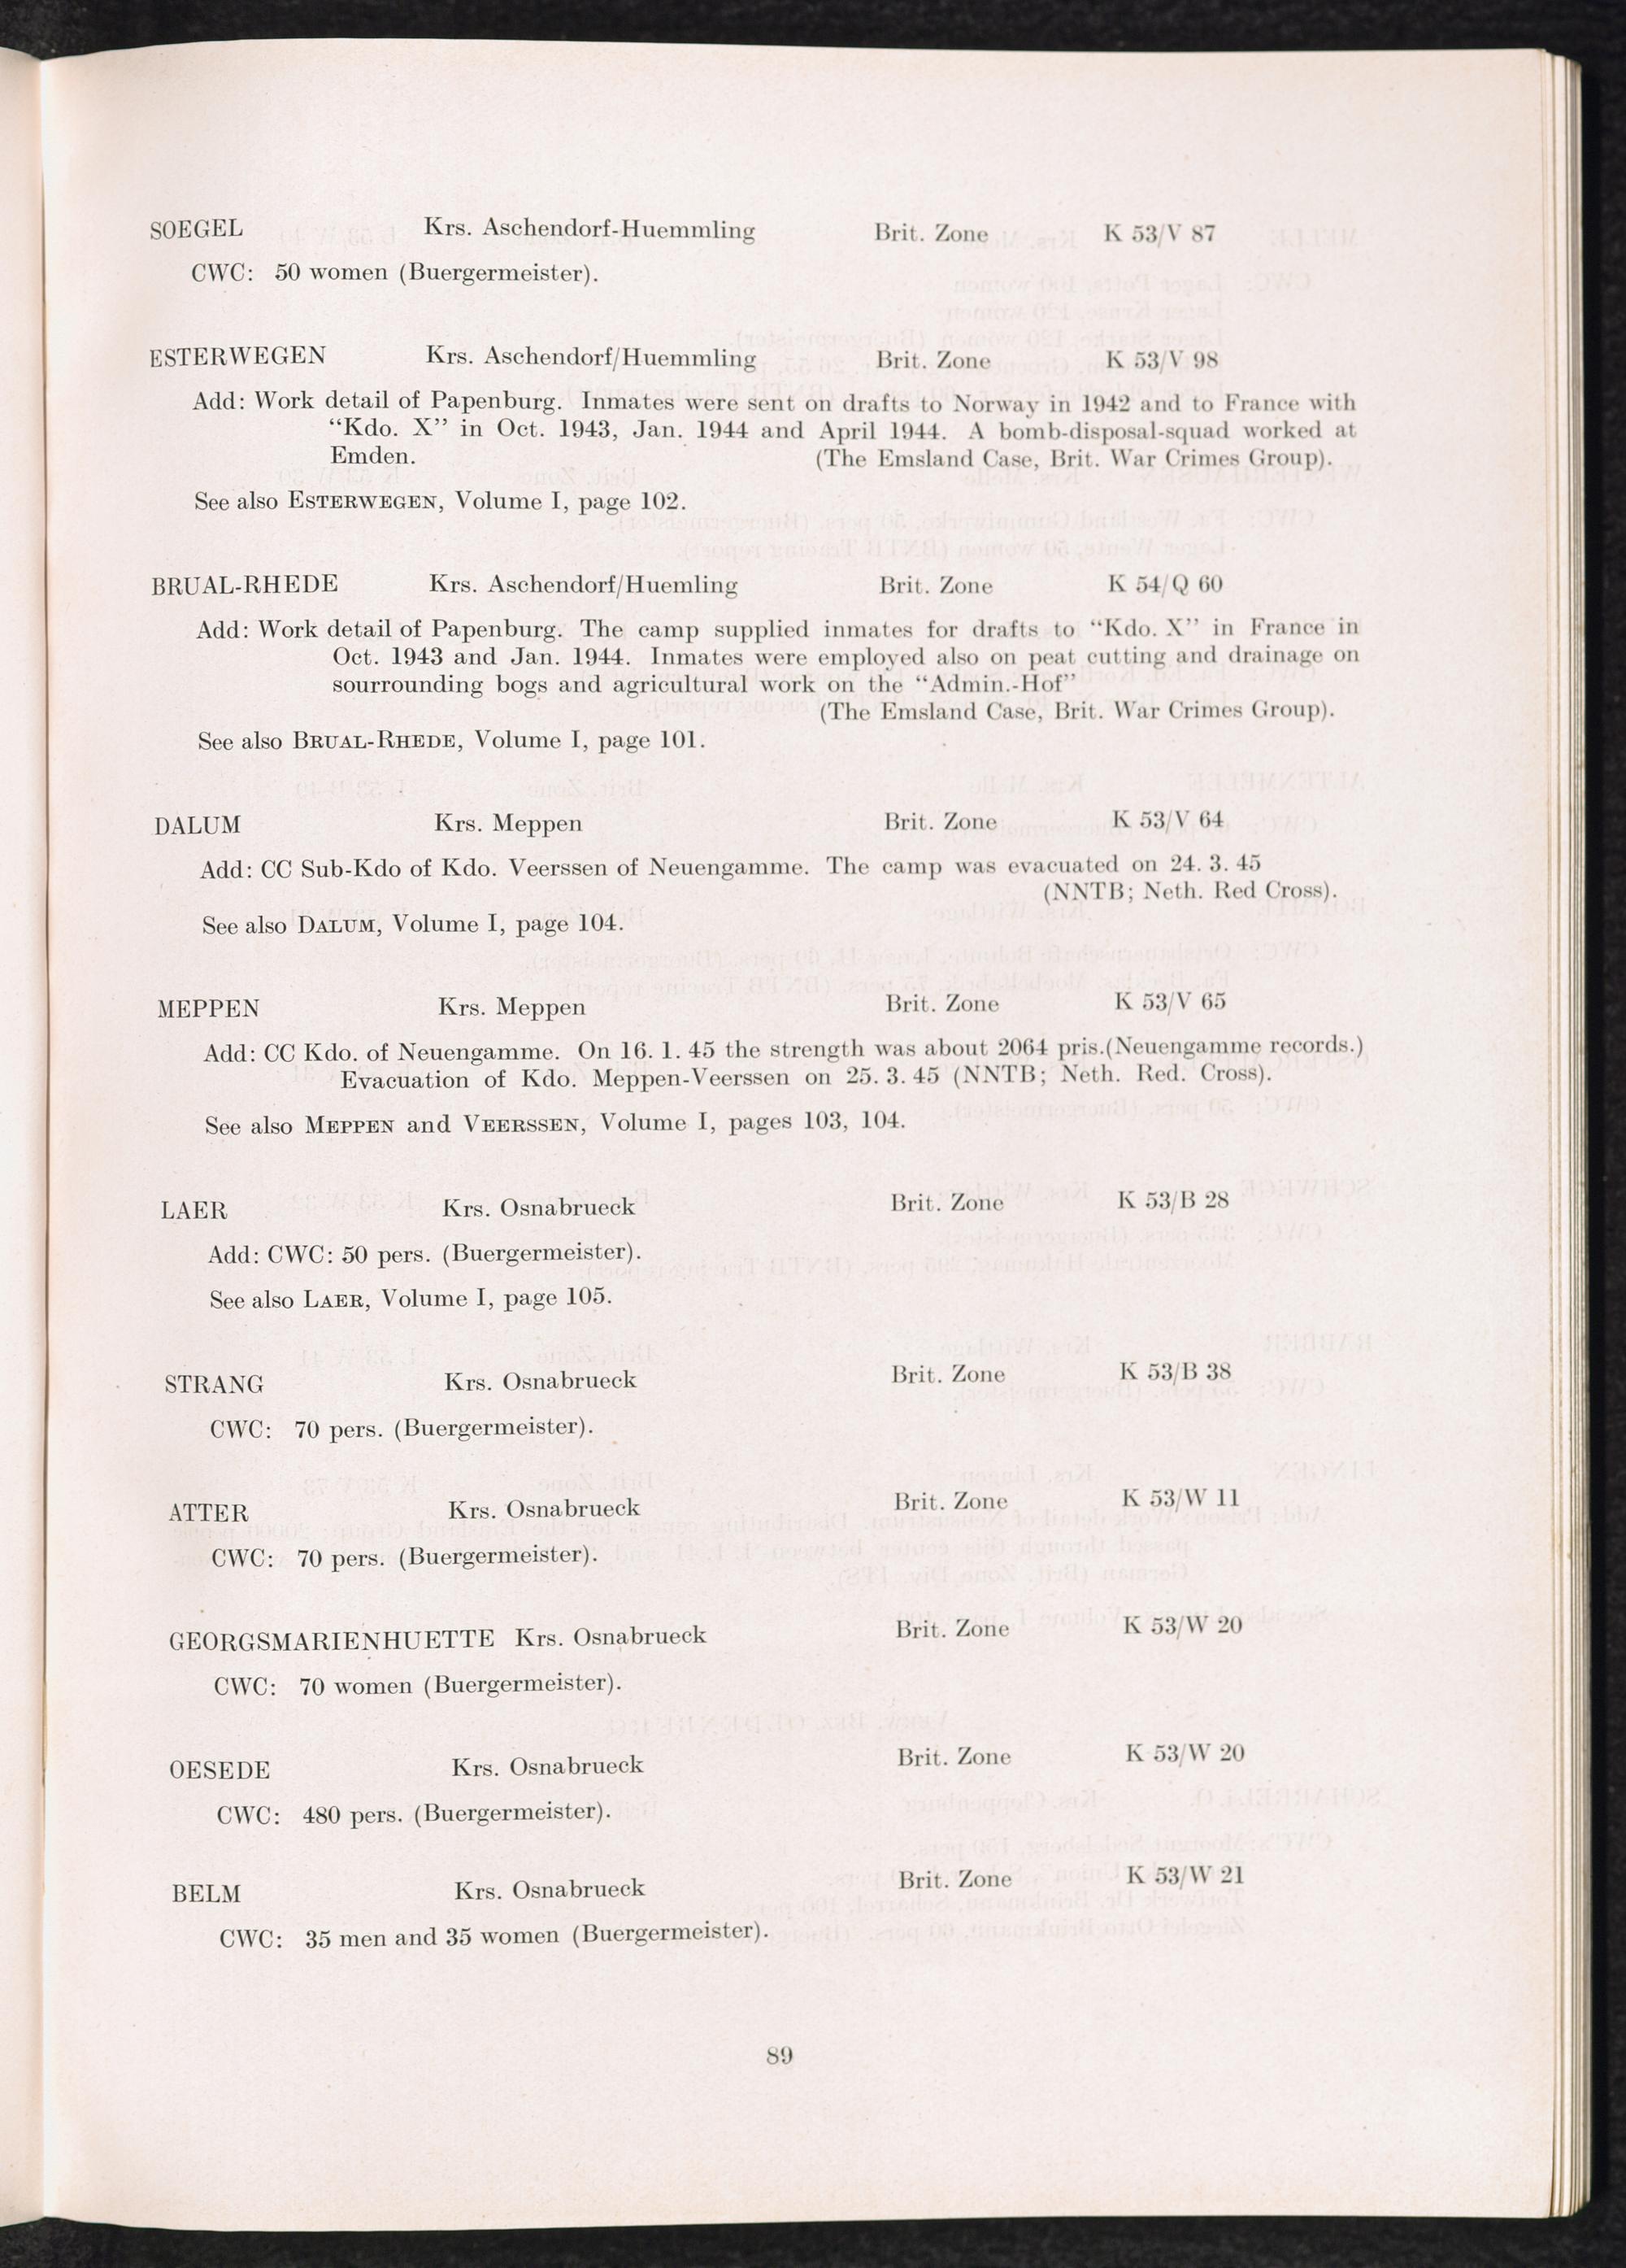 SOEGEL Krs. Aschendorf-Huemmling Brit. Zone K 53/V 87
CWC: 50 women (Buergermeister).
ESTERWEGEN Krs. Aschendorf/Huemmling Brit. Zone K 53/V 98
Add: Work detail of Papenburg. Inmates were sent on drafts to Norway in 1942 and to France with
“Kdo. X” in Oct. 1943, Jan. 1944 and April 1944. A bomb-disposal-squad worked at
Emden. (The Emsland Case, Brit. War Crimes Group).
See also ESTERWEGEN, Volume I, page 102.
BRUAL-RHEDE Krs. Aschendorf/Huemling Brit. Zone K 54/Q 60
Add: Work detail of Papenburg. The camp supplied inmates for drafts to “Kdo. X” in France in
Oct. 1943 and Jan. 1944. Inmates were employed also on peat cutting and drainage on
sourrounding bogs and agricultural work on the “Admin.-Hof”
(The Emsland Case, Brit. War Crimes Group).
See also BRUAL-RHEDE, Volume I, page 101.
DALUM Krs. Meppen Brit. Zone K 53/V 64
Add: CC Sub-Kdo of Kdo. Veerssen of Neuengamme. The camp was evacuated on 24. 3. 45
(NNTB; Neth. Red Cross).
See also DALUM, Volume I, page 104.
MEPPEN Krs. Meppen Brit. Zone K 53/V 65
Add: CC Kdo. of Neuengamme. On 16. 1. 45 the strength was about 2064 pris.(Neuengamme records.)
Evacuation of Kdo. Meppen-Veerssen on 25. 3. 45 (NNTB; Neth. Red. Cross).
See also MEPPEN and VEERSSEN, Volume I, pages 103, 104.
LAER Krs. Osnabrueck Brit. Zone K 53/B 28
Add: CWC: 50 pers. (Buergermeister).
See also LAER, Volume I, page 105.
STRANG Krs. Osnabrueck Brit. Zone K 53/B 38
CWC: 70 pers. (Buergermeister).
ATTER Krs. Osnabrueck Brit. Zone K 53/W 11
CWC: 70 pers. (Buergermeister).
GEORGSMARIENHUETTE Krs. Osnabrueck Brit. Zone K 53/W 20
CWC: 70 women (Buergermeister).
OESEDE Krs. Osnabrueck Brit. Zone K 53/W 20
CWC: 480 pers. (Buergermeister).
BELM Krs. Osnabrueck Brit. Zone K 53/W 21
CWC: 35 men and 35 women (Buergermeister).
89